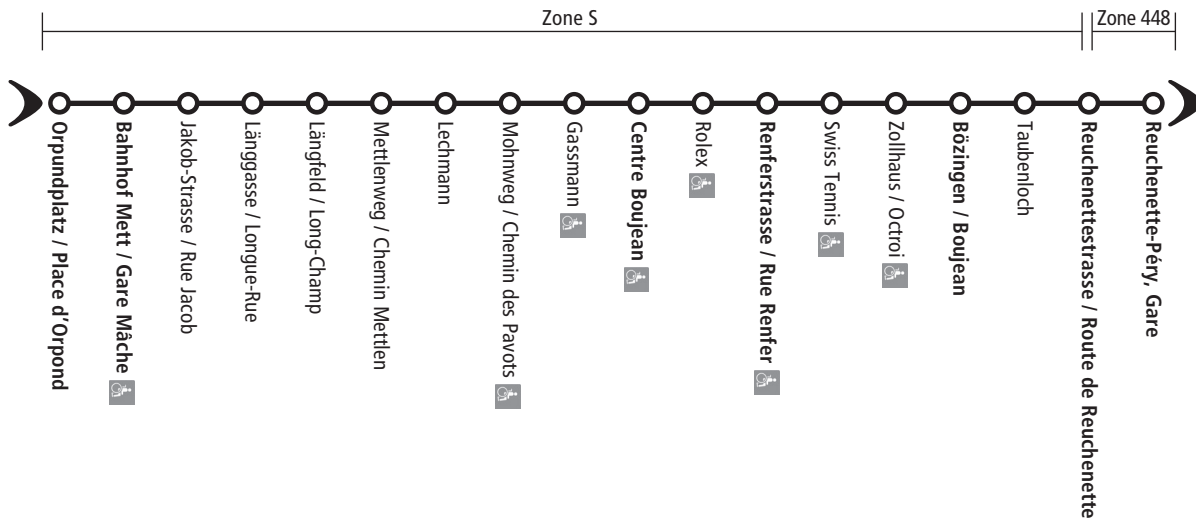 Zone S
Zone 448
Orpundplatz / Place d'Orpond
Bahnhof Mett / Gare Mâche
Jakob-Strasse / Rue Jacob
Länggasse / Longue-Rue
Längfeld / Long-Champ
Mettlenweg / Chemin Mettlen
Lechmann
Mohnweg / Chemin des Pavots
Gassmann
Centre Boujean
Rolex
Renferstrasse / Rue Renfer
Swiss Tennis
Zollhaus / Octroi
Bözingen / Boujean
Taubenloch
Reuchenettestrasse / Route de Reuchenette
Reuchenette-Péry, Gare